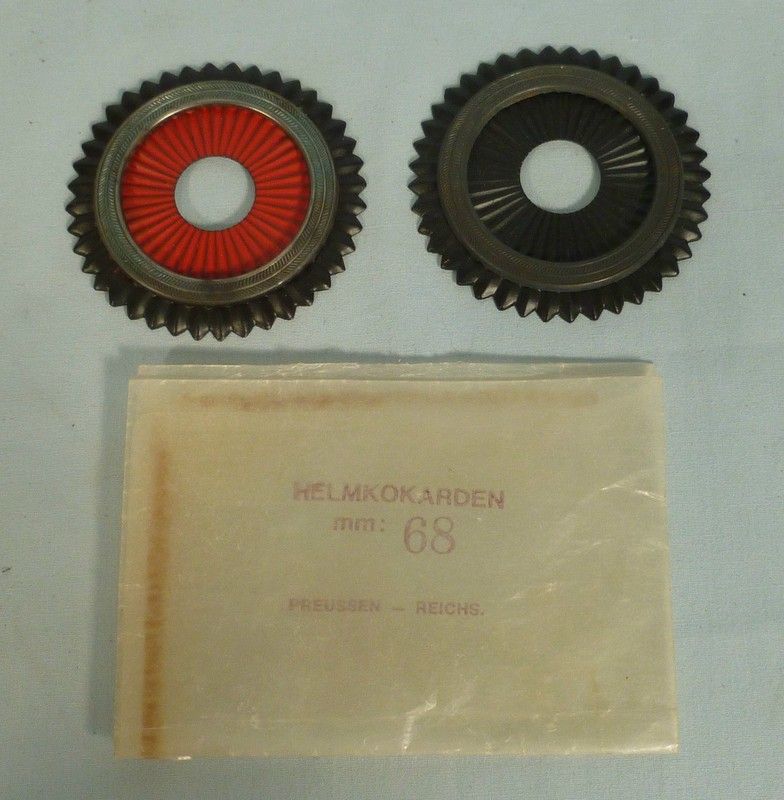 HELMKOKARDEN
mm: 68
PREUSSEN – REICHS.